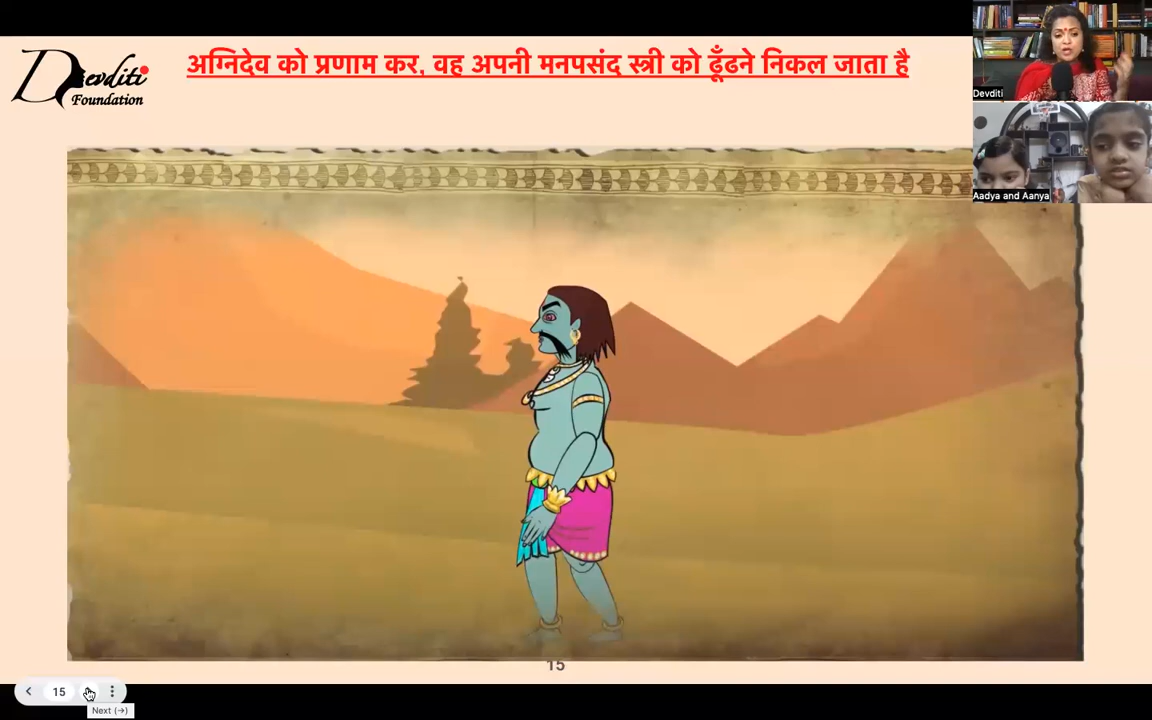 Devditi
Foundation
अग्निदेव को प्रणाम कर, वह अपनी मनपसंद स्त्री को ढूँढने निकल जाता है
Devditi
Aadya and Aanya
15
15
Next (→)